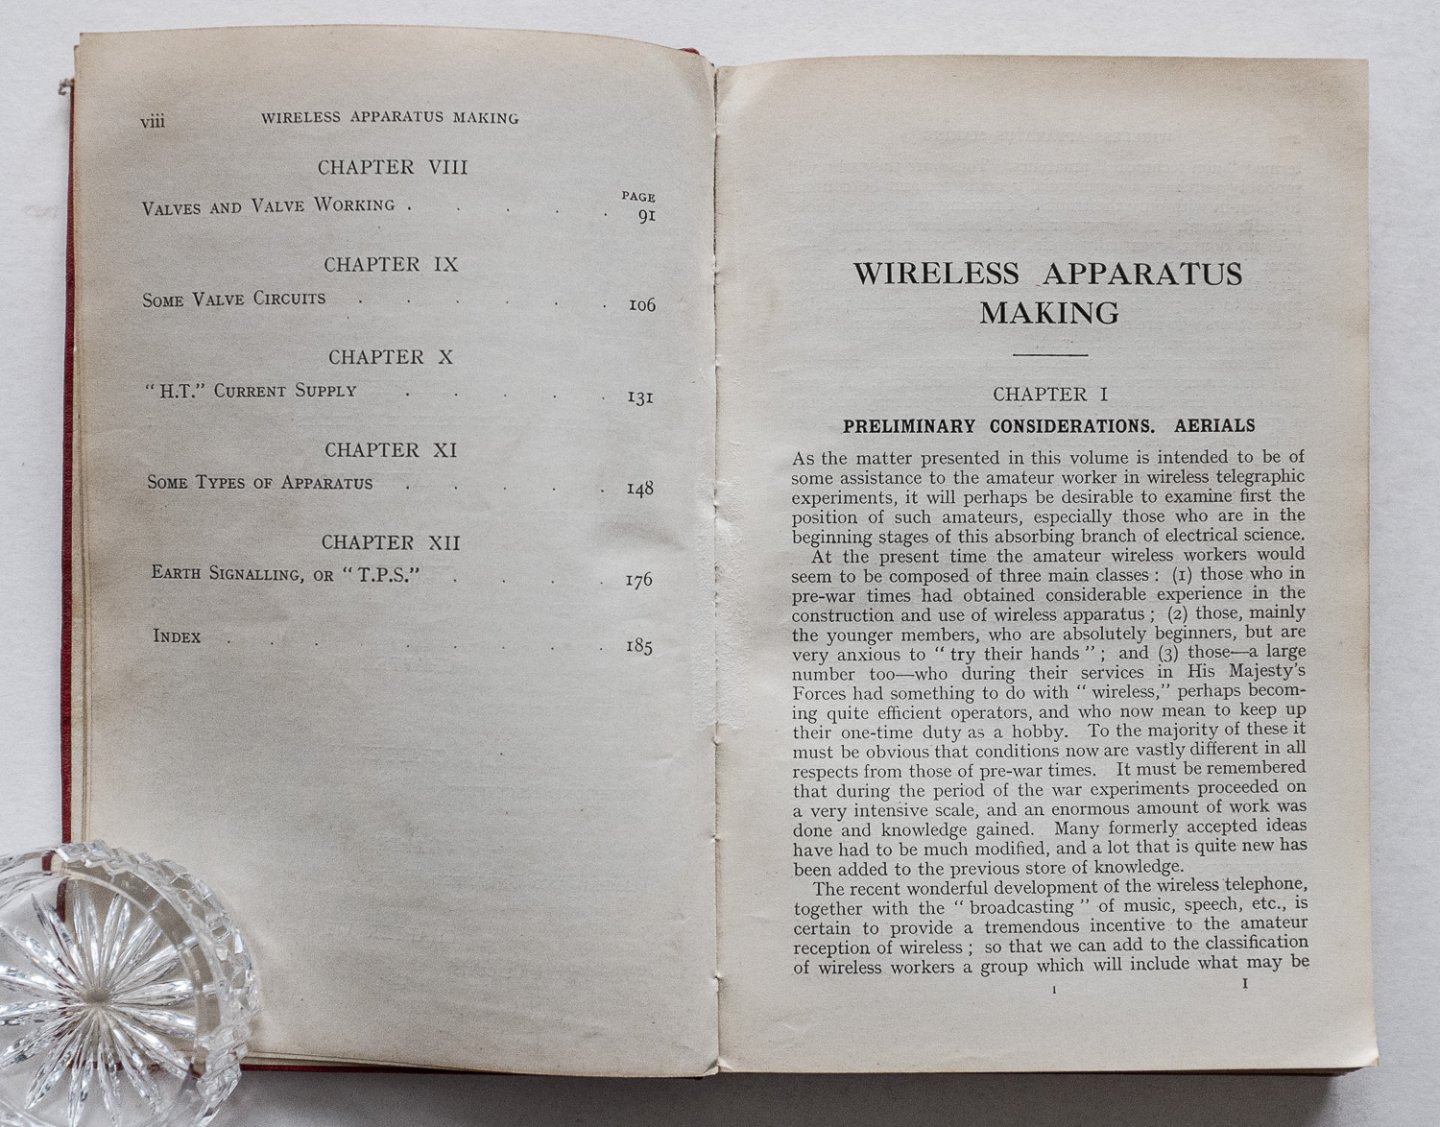 viii WIRELESS APPARATUS MAKING
CHAPTER VIII
PAGE
VALVES AND VALVE WORKING . . . . . 91
CHAPTER IX
SOME VALVE CIRCUITS . . . . . . 106
CHAPTER X
“H.T.” CURRENT SUPPLY . . . . . 131
CHAPTER XI
SOME TYPES OF APPARATUS . . . . . 148
CHAPTER XII
EARTH SIGNALLING, OR “T.P.S.” . . . . 176
INDEX . . . . . . . . . 185
WIRELESS APPARATUS
MAKING
CHAPTER I
PRELIMINARY CONSIDERATIONS. AERIALS
As the matter presented in this volume is intended to be of
some assistance to the amateur worker in wireless telegraphic
experiments, it will perhaps be desirable to examine first the
position of such amateurs, especially those who are in the
beginning stages of this absorbing branch of electrical science.
At the present time the amateur wireless workers would
seem to be composed of three main classes : (1) those who in
pre-war times had obtained considerable experience in the
construction and use of wireless apparatus ; (2) those, mainly
the younger members, who are absolutely beginners, but are
very anxious to “ try their hands ” ; and (3) those—a large
number too—who during their services in His Majesty's
Forces had something to do with “ wireless,” perhaps becom-
ing quite efficient operators, and who now mean to keep up
their one-time duty as a hobby. To the majority of these it
must be obvious that conditions now are vastly different in all
respects from those of pre-war times. It must be remembered
that during the period of the war experiments proceeded on
a very intensive scale, and an enormous amount of work was
done and knowledge gained. Many formerly accepted ideas
have had to be much modified, and a lot that is quite new has
been added to the previous store of knowledge.
The recent wonderful development of the wireless telephone,
together with the “ broadcasting ” of music, speech, etc., is
certain to provide a tremendous incentive to the amateur
reception of wireless ; so that we can add to the classification
of wireless workers a group which will include what may be
1 1